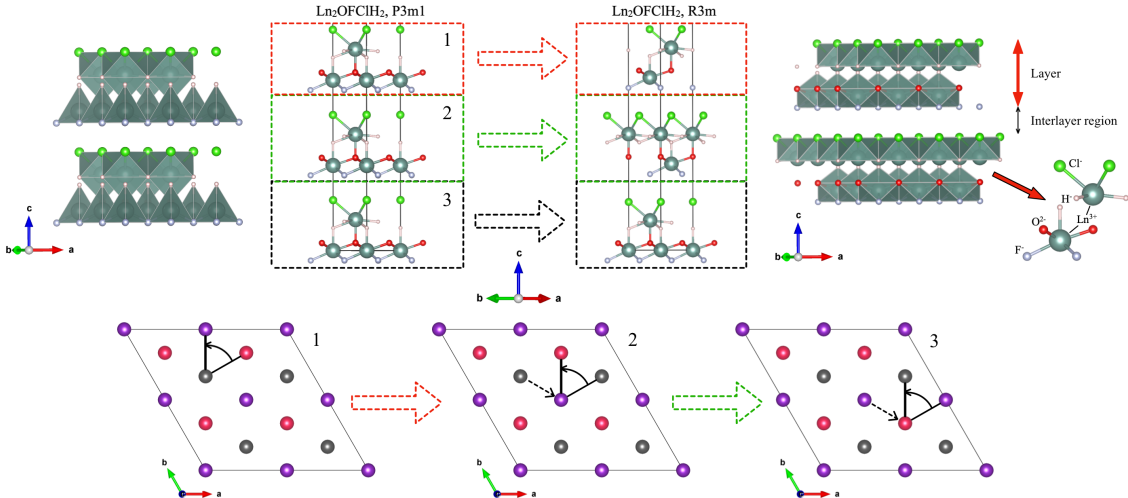 Ln₂OFClH₂, P3m1
Ln₂OFClH₂, R3m
1
2
3
Layer
Interlayer region
Cl⁻
H⁻
Ln³⁺
O²⁻
F⁻
c
b
a
c
b
a
c
b
a
1
2
3
b
a
b
a
b
a